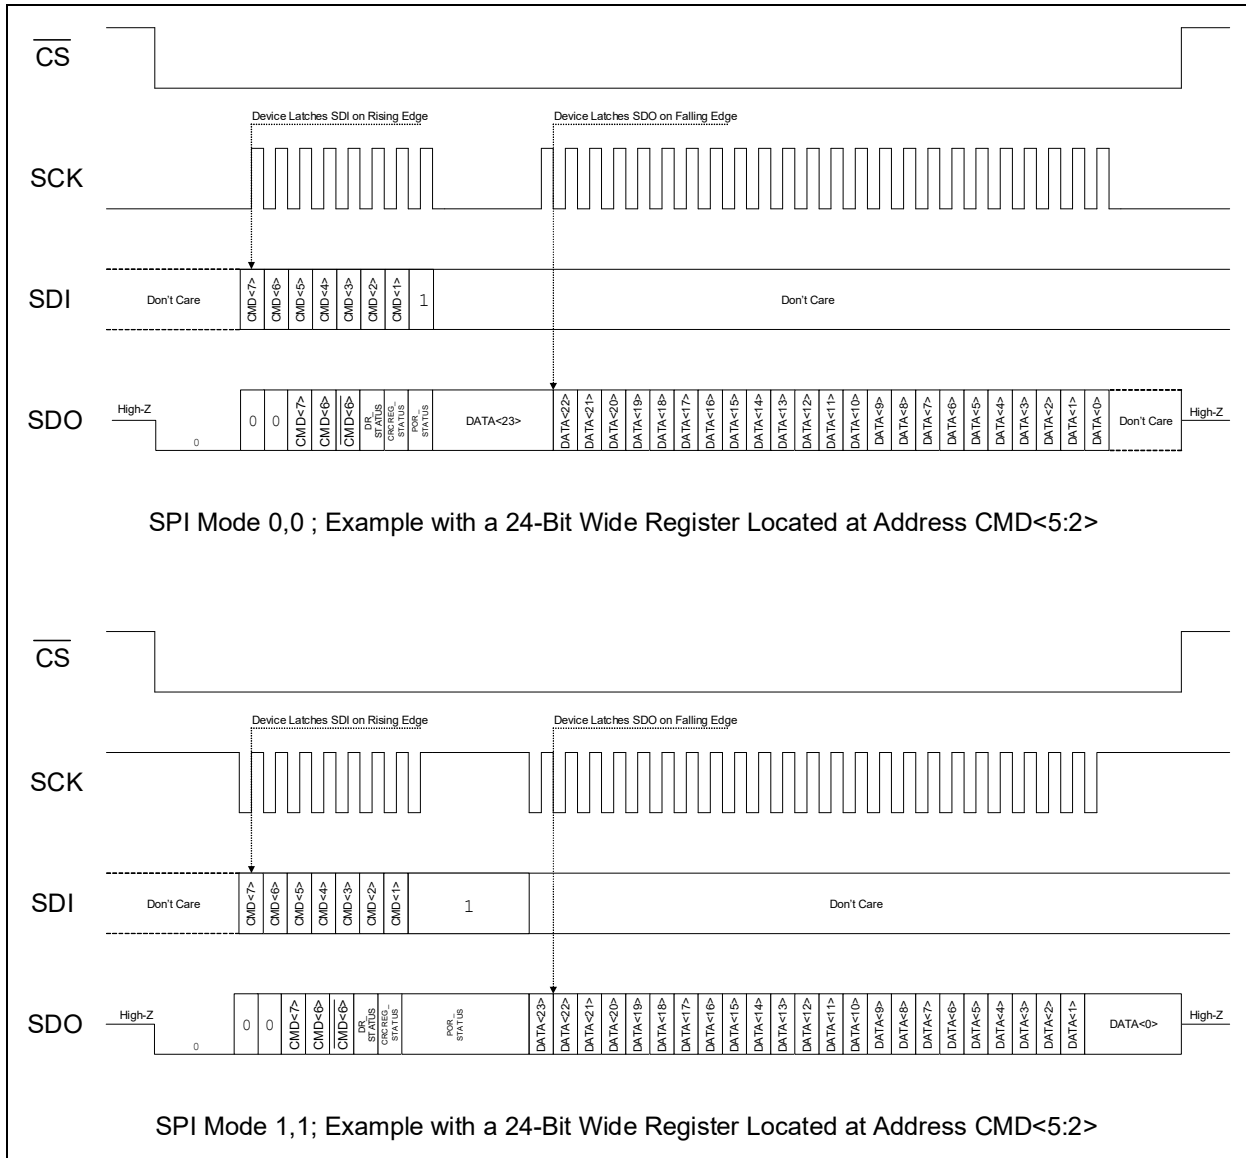 CS
Device Latches SDI on Rising Edge Device Latches SDO on Falling Edge
SCK
SDI Don't Care CMD<7> CMD<6> CMD<5> CMD<4> CMD<3> CMD<2> CMD<1> 1 Don't Care
SDO High-Z 0 0 0 CMD<7> CMD<6> CMD<6> DR_STATUS CRCREG_STATUS POR_STATUS DATA<23> DATA<22> DATA<21> DATA<20> DATA<19> DATA<18> DATA<17> DATA<16> DATA<15> DATA<14> DATA<13> DATA<12> DATA<11> DATA<10> DATA<9> DATA<8> DATA<7> DATA<6> DATA<5> DATA<4> DATA<3> DATA<2> DATA<1> DATA<0> Don't Care High-Z
SPI Mode 0,0 ; Example with a 24-Bit Wide Register Located at Address CMD<5:2>
CS
Device Latches SDI on Rising Edge Device Latches SDO on Falling Edge
SCK
SDI Don't Care CMD<7> CMD<6> CMD<5> CMD<4> CMD<3> CMD<2> CMD<1> 1 Don't Care
SDO High-Z 0 0 0 CMD<7> CMD<6> CMD<6> DR_STATUS CRCREG_STATUS POR_STATUS DATA<23> DATA<22> DATA<21> DATA<20> DATA<19> DATA<18> DATA<17> DATA<16> DATA<15> DATA<14> DATA<13> DATA<12> DATA<11> DATA<10> DATA<9> DATA<8> DATA<7> DATA<6> DATA<5> DATA<4> DATA<3> DATA<2> DATA<1> DATA<0> High-Z
SPI Mode 1,1; Example with a 24-Bit Wide Register Located at Address CMD<5:2>